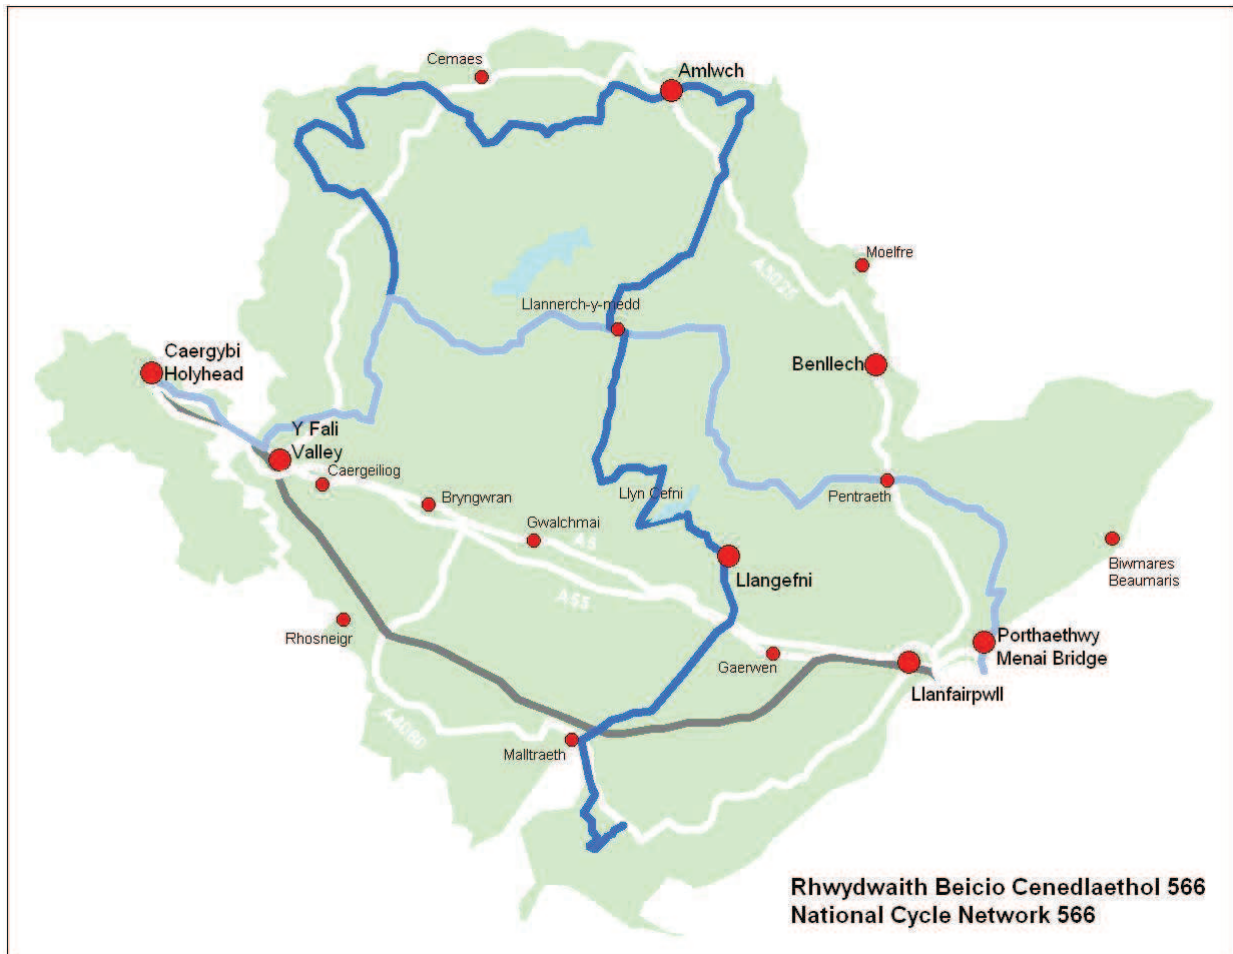 Cemaes
Amlwch
Moelfre
A5025
Llannerch-y-medd
Caergybi
Holyhead
Benllech
Y Fali
Valley
Caergeiliog
Bryngwran
Llyn Cefni
Pentraeth
Gwalchmai
A5
Biwmares
Beaumaris
Llangefni
A55
Rhosneigr
Porthaethwy
Menai Bridge
Gaerwen
Llanfairpwll
A4080
Malltraeth
Rhwydwaith Beicio Cenedlaethol 566
National Cycle Network 566